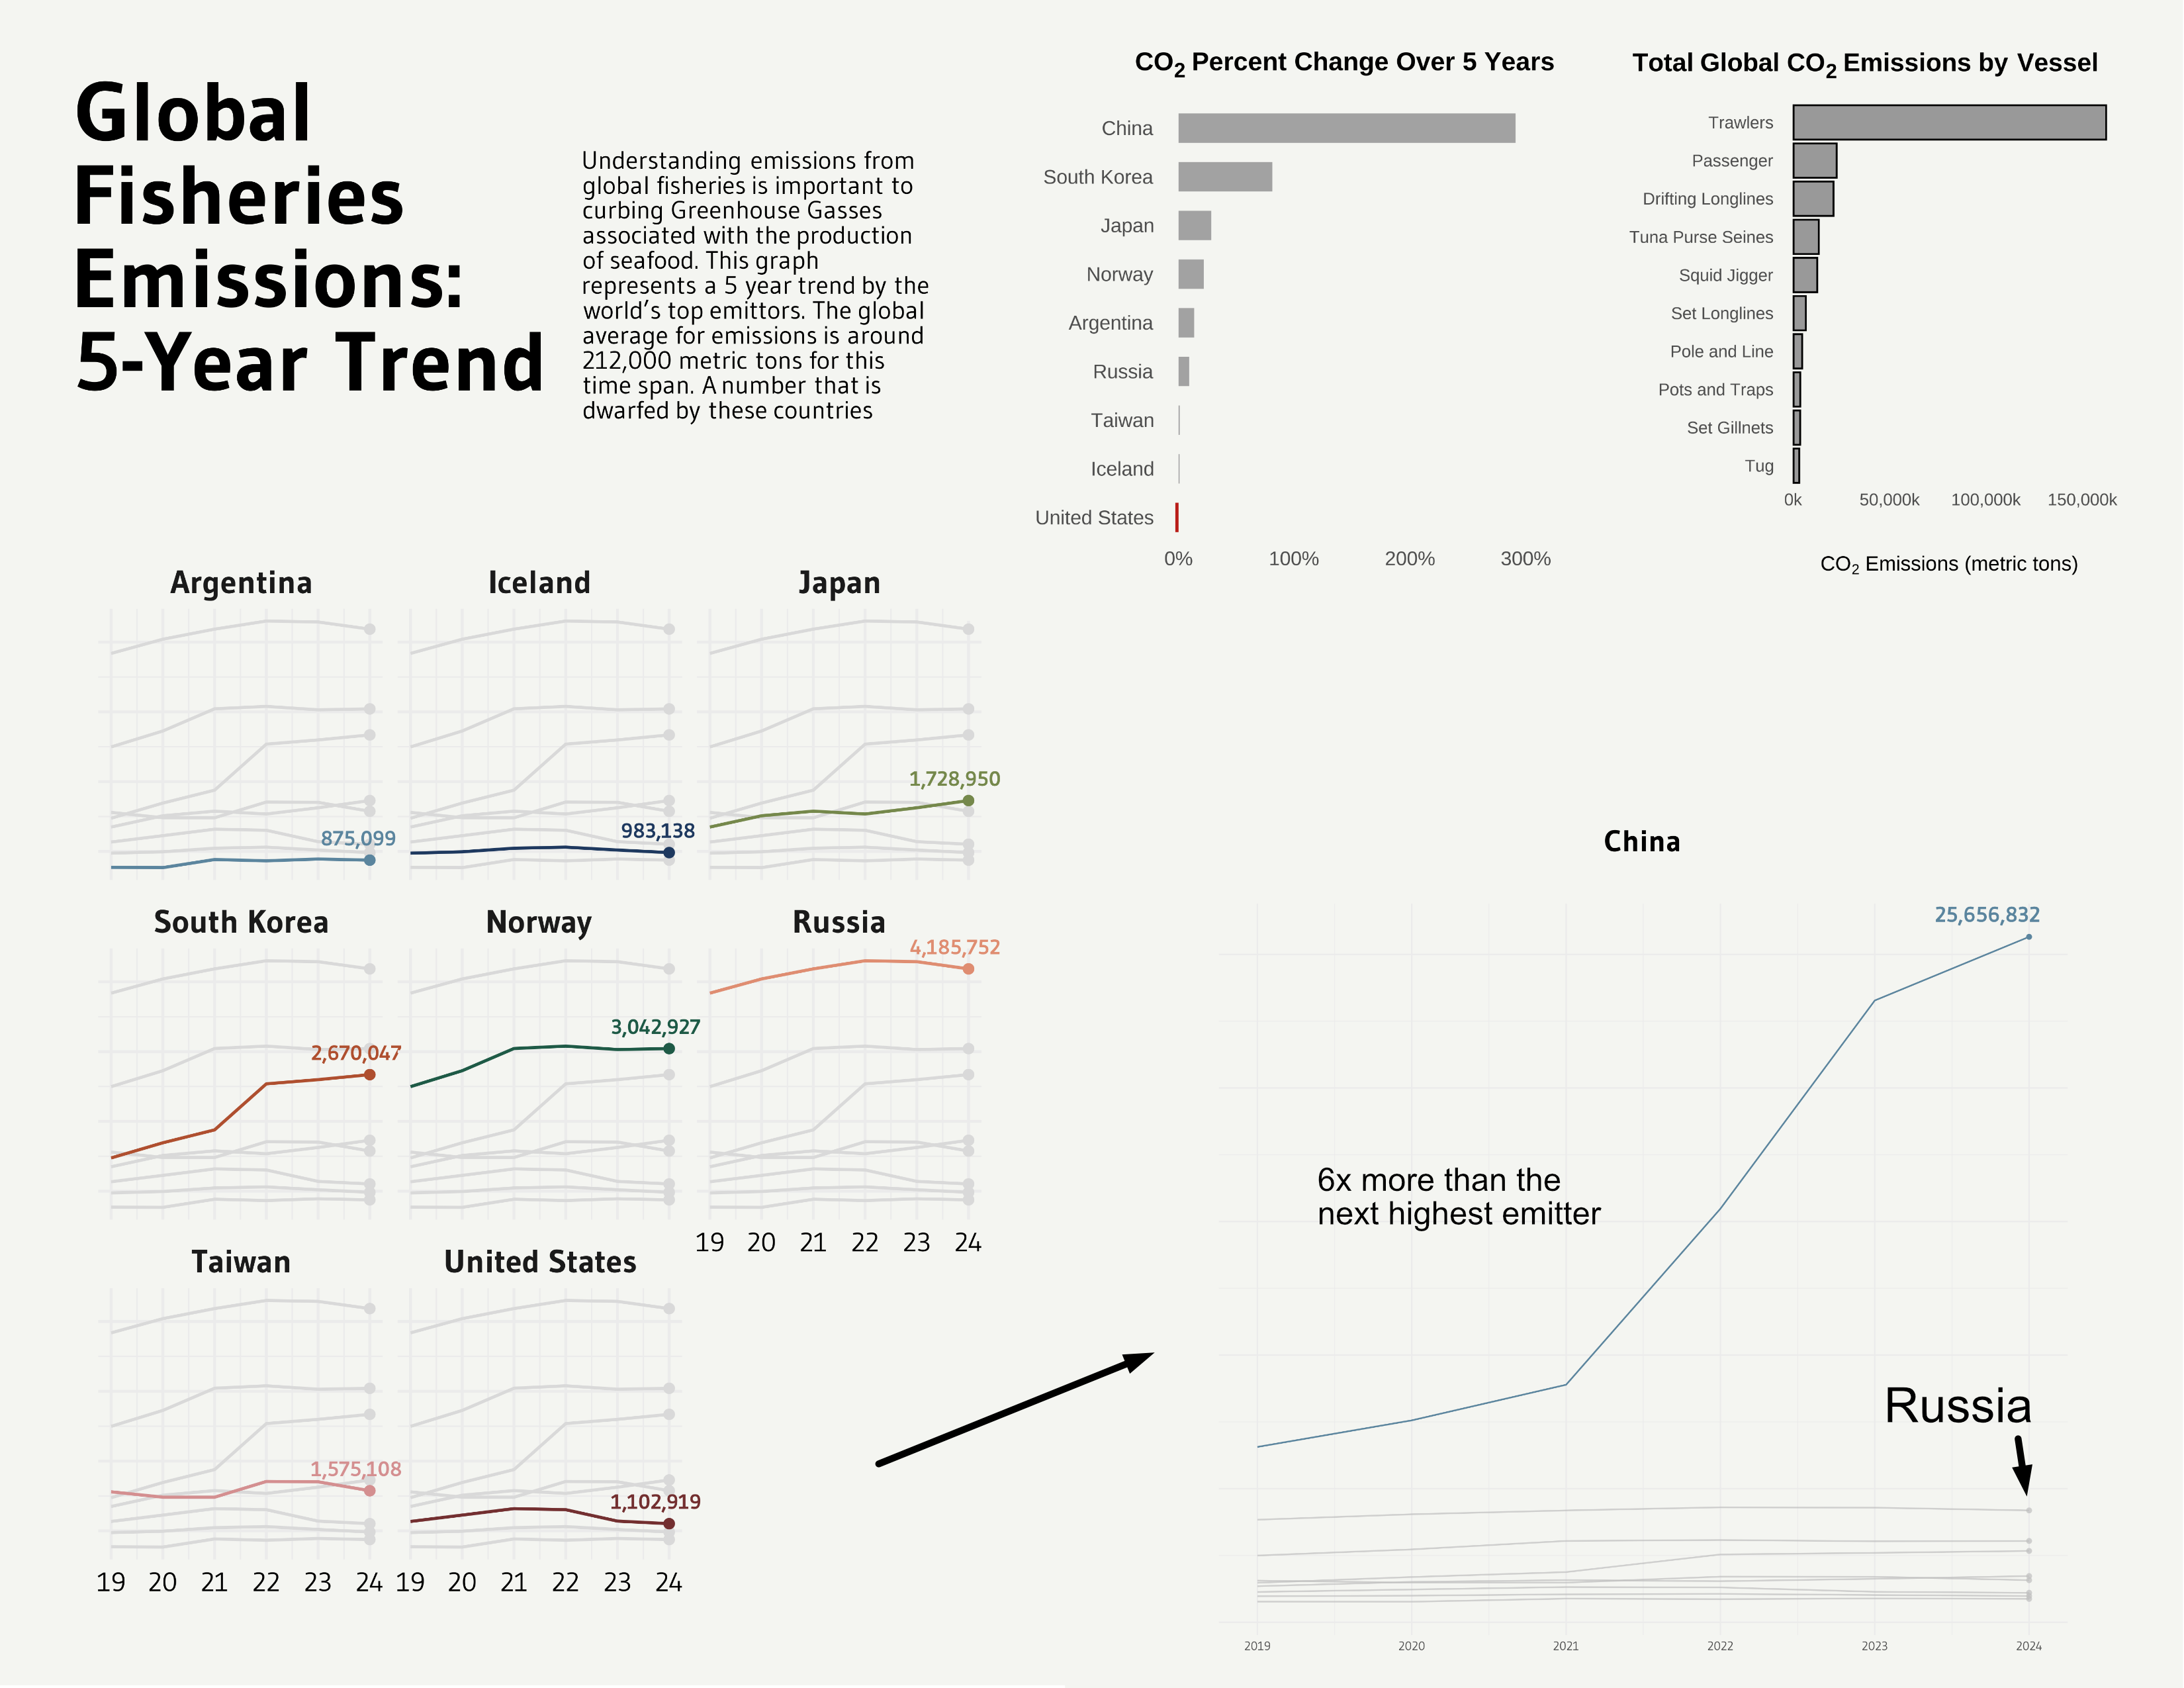 Global
Fisheries
Emissions:
5-Year Trend
Understanding emissions from
global fisheries is important to
curbing Greenhouse Gasses
associated with the production
of seafood. This graph
represents a 5 year trend by the
world's top emittors. The global
average for emissions is around
212,000 metric tons for this
time span. A number that is
dwarfed by these countries
CO2 Percent Change Over 5 Years
China
South Korea
Japan
Norway
Argentina
Russia
Taiwan
Iceland
United States
0% 100% 200% 300%
Total Global CO2 Emissions by Vessel
Trawlers
Passenger
Drifting Longlines
Tuna Purse Seines
Squid Jigger
Set Longlines
Pole and Line
Pots and Traps
Set Gillnets
Tug
0k 50,000k 100,000k 150,000k
CO2 Emissions (metric tons)
Argentina
875,099
Iceland
983,138
Japan
1,728,950
South Korea
2,670,047
Norway
3,042,927
Russia
4,185,752
19 20 21 22 23 24
Taiwan
1,575,108
19 20 21 22 23 24
United States
1,102,919
19 20 21 22 23 24
China
25,656,832
6x more than the
next highest emitter
Russia
2019 2020 2021 2022 2023 2024